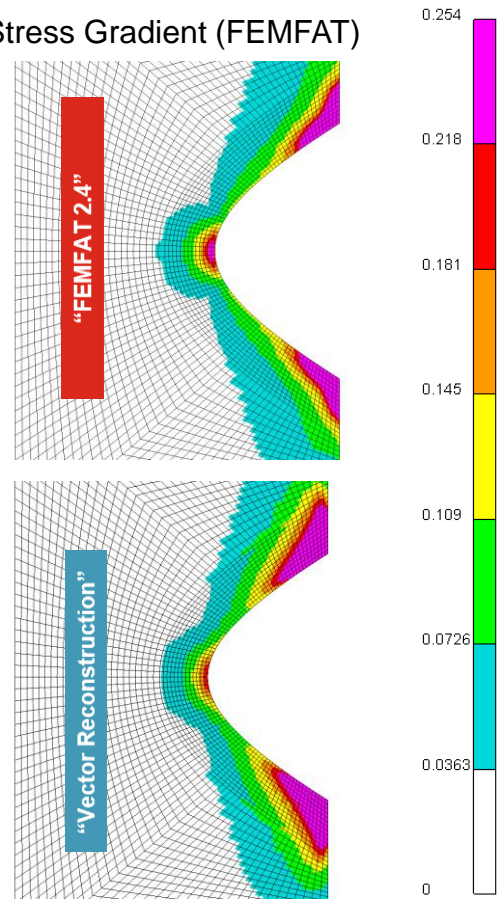 Stress Gradient (FEMFAT)
“FEMFAT 2.4”
“Vector Reconstruction”
0.254
0.218
0.181
0.145
0.109
0.0726
0.0363
0